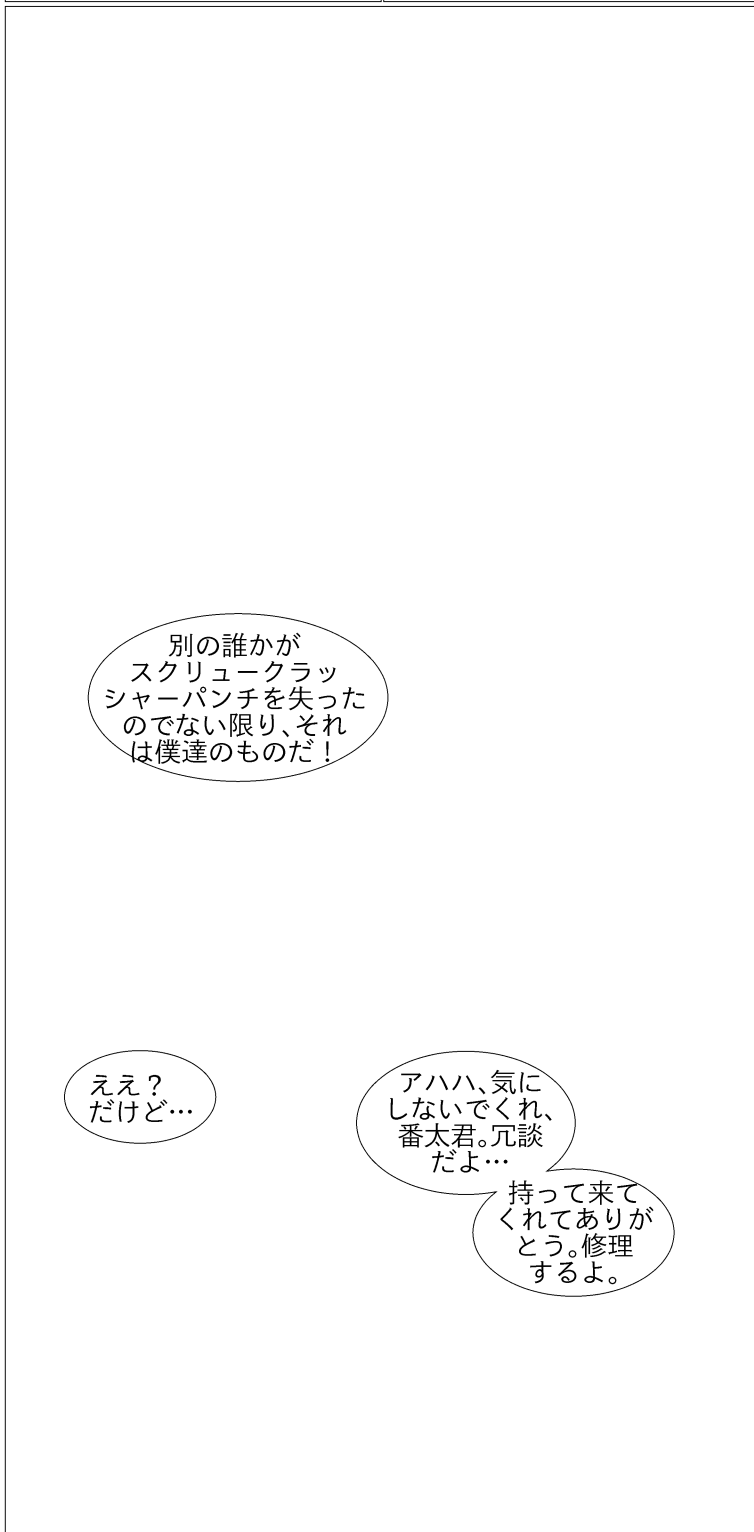 別の誰かが
スクリュークラッ
シャーパンチを失った
のでない限り、それ
は僕達のものだ！
ええ？
だけど…
アハハ、気に
しないでくれ、
番太君。冗談
だよ…
持って来て
くれてありが
とう。修理
するよ。